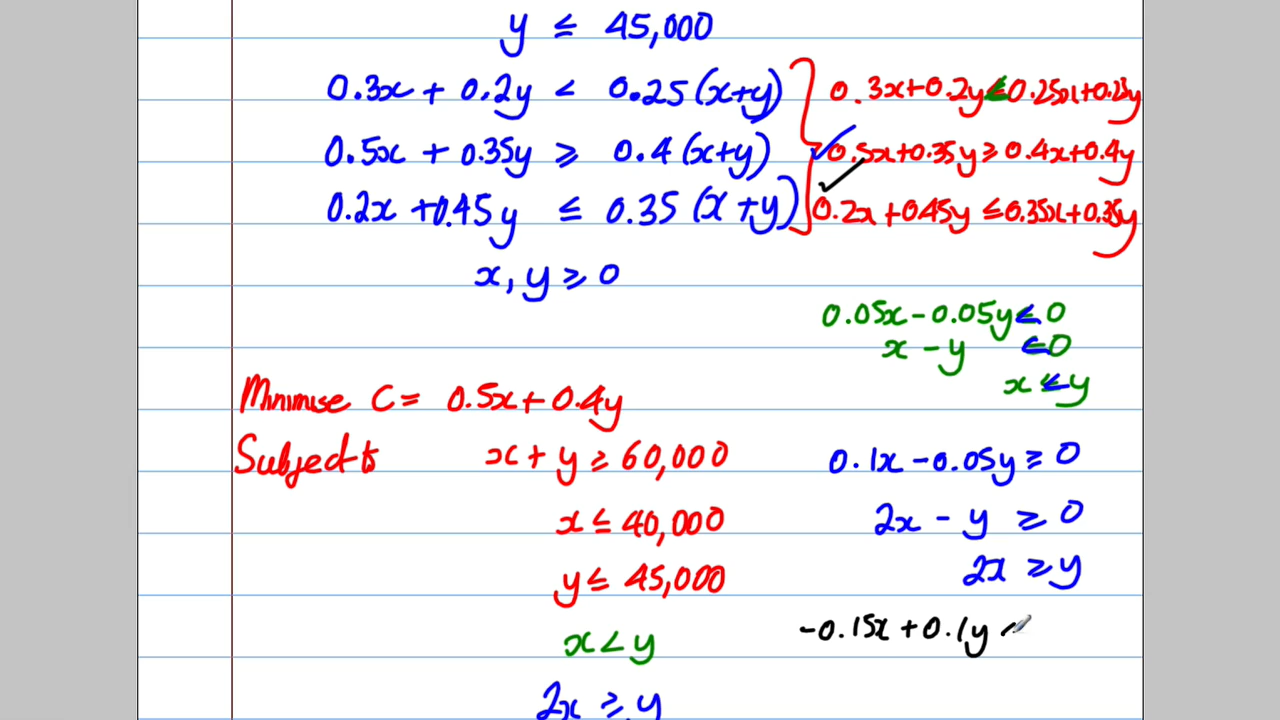 y ≤ 45,000
0.3x + 0.2y < 0.25 (x+y)
0.5x + 0.35y ≥ 0.4 (x+y)
0.2x + 0.45y ≤ 0.35 (x+y)
x, y ≥ 0
0.3x+0.2y≤0.25x+0.25y
0.5x+0.35y≥0.4x+0.4y
0.2x+0.45y≤0.35x+0.35y
0.05x-0.05y≤0
x-y ≤0
x≤y
Minimise C= 0.5x+0.4y
Subject to x+y≥60,000
x≤40,000
y≤45,000
x<y
2x≥y
0.1x-0.05y≥0
2x-y≥0
2x≥y
-0.15x+0.1y